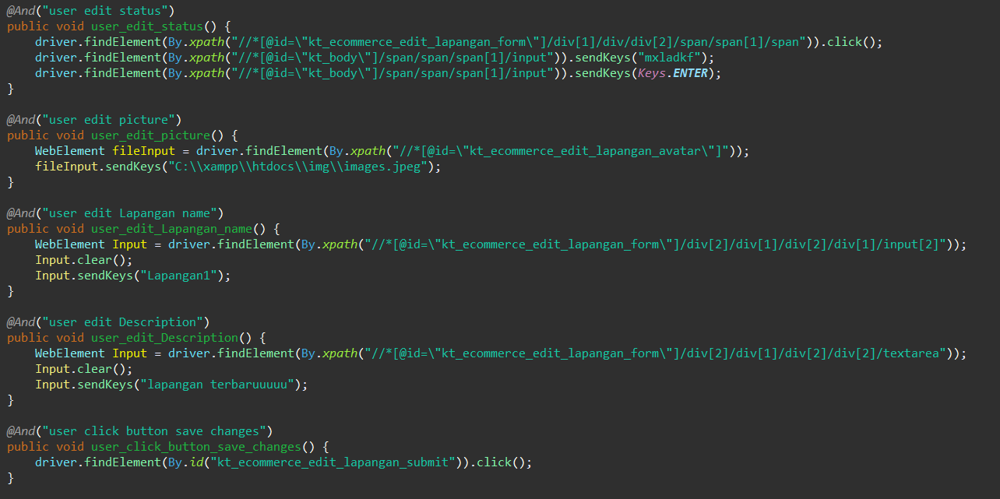 @And("user edit status")
public void user_edit_status() {
    driver.findElement(By.xpath("//*[@id=\"kt_ecommerce_edit_lapangan_form\"]/div[1]/div/div[2]/span/span[1]/span")).click();
    driver.findElement(By.xpath("//*[@id=\"kt_body\"]/span/span/span[1]/input")).sendKeys("mxladkf");
    driver.findElement(By.xpath("//*[@id=\"kt_body\"]/span/span/span[1]/input")).sendKeys(Keys.ENTER);
}
@And("user edit picture")
public void user_edit_picture() {
    WebElement fileInput = driver.findElement(By.xpath("//*[@id=\"kt_ecommerce_edit_lapangan_avatar\"]"));
    fileInput.sendKeys("C:\\xampp\\htdocs\\img\\images.jpeg");
}
@And("user edit Lapangan name")
public void user_edit_Lapangan_name() {
    WebElement Input = driver.findElement(By.xpath("//*[@id=\"kt_ecommerce_edit_lapangan_form\"]/div[2]/div[1]/div[2]/div[1]/input[2]"));
    Input.clear();
    Input.sendKeys("Lapangan1");
}
@And("user edit Description")
public void user_edit_Description() {
    WebElement Input = driver.findElement(By.xpath("//*[@id=\"kt_ecommerce_edit_lapangan_form\"]/div[2]/div[1]/div[2]/div[2]/textarea"));
    Input.clear();
    Input.sendKeys("lapangan terbaruuuuu");
}
@And("user click button save changes")
public void user_click_button_save_changes() {
    driver.findElement(By.id("kt_ecommerce_edit_lapangan_submit")).click();
}